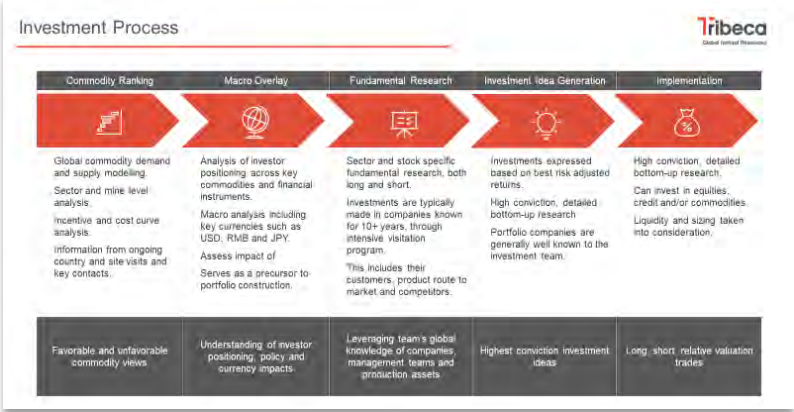 Investment Process
Tribeca
Global Natural Resources
Commodity Ranking
Macro Overlay
Fundamental Research
Investment Idea Generation
Implementation
%
Global commodity demand
and supply modelling.
Sector and mine level
analysis.
Incentive and cost curve
analysis.
Information from ongoing
country and site visits and
key contacts.
Analysis of investor
positioning across key
commodities and financial
instruments.
Macro analysis including
key currencies such as
USD, RMB and JPY.
Assess impact of
Serves as a precursor to
portfolio construction.
Sector and stock specific
fundamental research, both
long and short.
Investments are typically
made in companies known
for 10+ years, through
intensive visitation
program.
This includes their
customers, product route to
market and competitors.
Investments expressed
based on best risk adjusted
returns.
High conviction, detailed
bottom-up research
Portfolio companies are
generally well known to the
investment team.
High conviction, detailed
bottom-up research.
Can invest in equities,
credit and/or commodities.
Liquidity and sizing taken
into consideration.
Favorable and unfavorable
commodity views
Understanding of investor
positioning, policy and
currency impacts
Leveraging team's global
knowledge of companies,
management teams and
production assets
Highest conviction investment
ideas
Long, short, relative valuation
trades